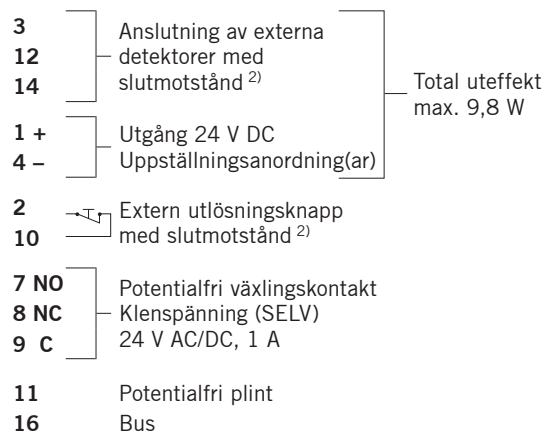 3
12
14
Anslutning av externa
detektorer med
slutmotstånd 2)
1 +
4 –
Utgång 24 V DC
Uppställningsanordning(ar)
Total uteffekt
max. 9,8 W
2
10
Extern utlösningsknapp
med slutmotstånd 2)
7 NO
8 NC
9 C
Potentialfri växlingskontakt
Klenspänning (SELV)
24 V AC/DC, 1 A
11 Potentialfri plint
16 Bus